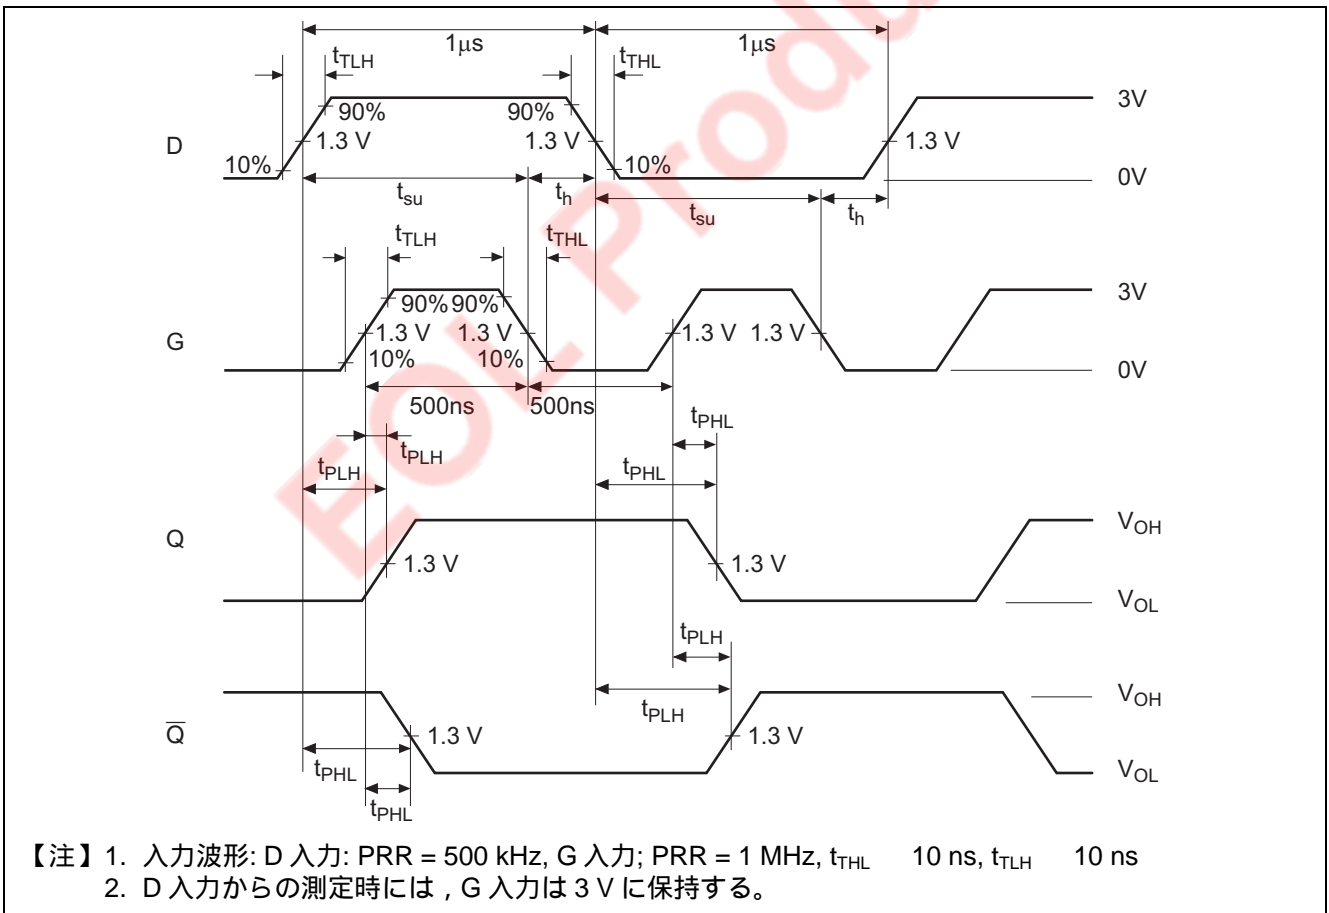 1μs 1μs
tTLH tTHL
90% 90% 3V
D 1.3 V 1.3 V 1.3 V
10% 10% 0V
tsu th tsu th
tTLH tTHL
90% 90% 3V
G 1.3 V 1.3 V 1.3 V 1.3 V
10% 10% 0V
500ns 500ns
tPHL
tPLH
tPLH tPHL
Q VOH
1.3 V 1.3 V
VOL
tPLH
VOH
tPLH
Q 1.3 V 1.3 V
tPHL VOL
tPHL
【注】1. 入力波形: D 入力: PRR = 500 kHz, G 入力; PRR = 1 MHz, tTHL 10 ns, tTLH 10 ns
2. D 入力からの測定時には , G 入力は 3 V に保持する。
EOL Produ